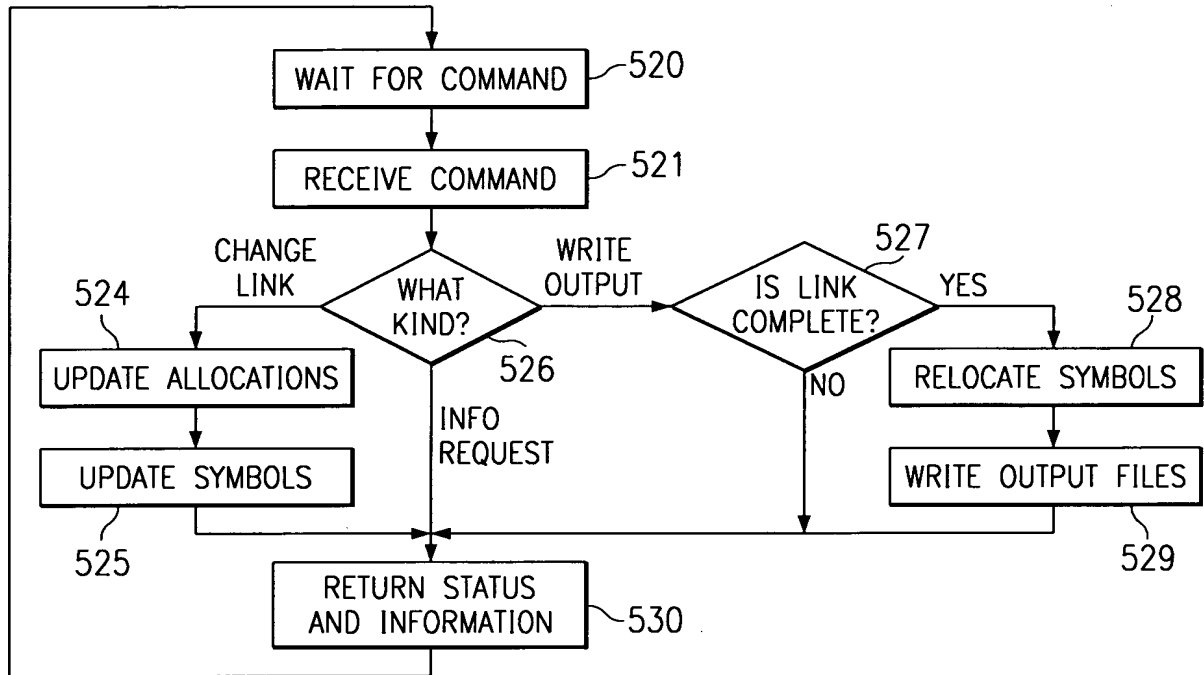 WAIT FOR COMMAND
520
RECEIVE COMMAND
521
CHANGE
LINK
WHAT
KIND?
526
WRITE
OUTPUT
IS LINK
COMPLETE?
527
YES
NO
524
UPDATE ALLOCATIONS
INFO
REQUEST
528
RELOCATE SYMBOLS
UPDATE SYMBOLS
525
WRITE OUTPUT FILES
529
RETURN STATUS
AND INFORMATION
530